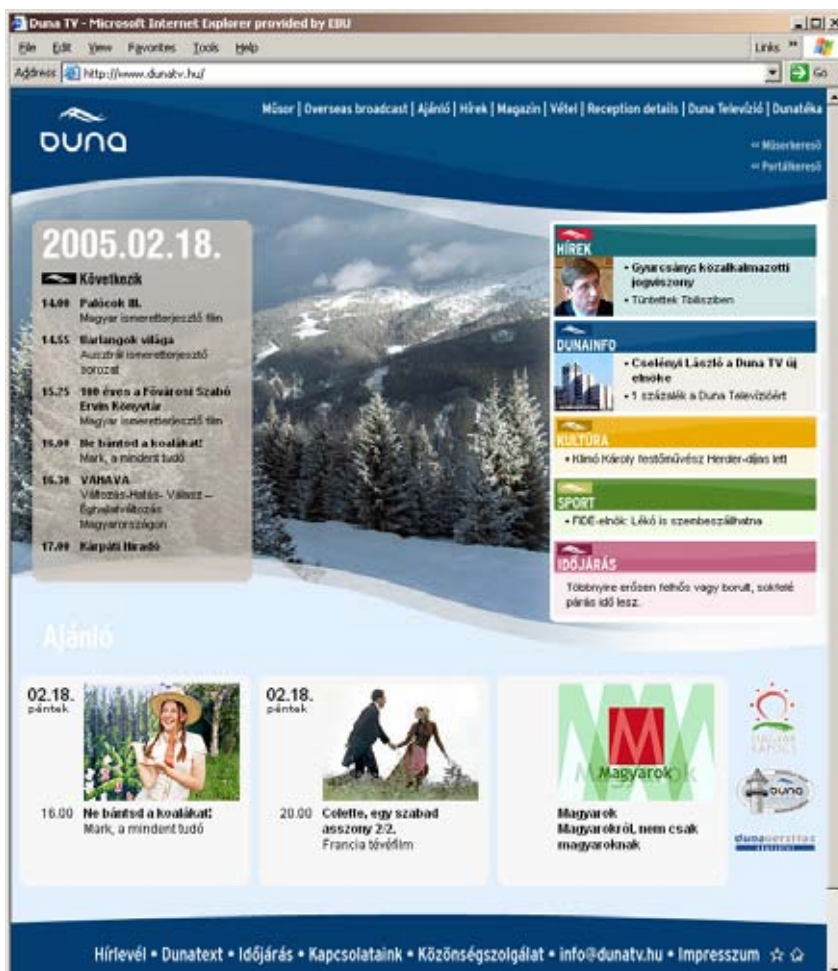 Duna TV - Microsoft Internet Explorer provided by EBU
File Edit View Favorites Tools Help
Links »
Address http://www.dunatv.hu/
Go
DUNA
Műsor | Overseas broadcast | Ajánló | Hírek | Magazin | Vétel | Reception details | Duna Televízió | Dunatéka
Műsorkereső
Portálkereső
2005.02.18.
Következik
14.00 Palócok III.
Magyar ismeretterjesztő film
14.55 Barlangok világa
Ausztrál ismeretterjesztő
sorozat
15.25 100 éves a Fővárosi Szabó
Ervin Könyvtár
Magyar ismeretterjesztő film
16.00 Ne bántsd a koalákat!
Mark, a mindent tudó
16.30 VAHAVA
Változás-Hatás- Válasz –
Éghajlatváltozás
Magyarországon
17.00 Kárpáti Híradó
HÍREK
• Gyurcsány: közalkalmazotti
jogviszony
• Tüntettek Tbilisziben
DUNAINFO
• Cselényi László a Duna TV új
elnöke
• 1 százalék a Duna Televízióért
KULTÚRA
• Klimó Károly festőművész Herder-díjas lett
SPORT
• FIDE-elnök: Lékó is szembeszállhatna
IDŐJÁRÁS
Többnyire erősen felhős vagy borult, sokfelé
párás idő lesz.
Ajánló
02.18.
péntek
16.00 Ne bántsd a koalákat!
Mark, a mindent tudó
02.18.
péntek
20.00 Colette, egy szabad
asszony 2/2.
Francia tévéfilm
Magyarok
Magyarok
Magyarokról, nem csak
magyaroknak
MAGYAR
KAPOCS
DUNA
dunaversitas
Hírlevél • Dunatext • Időjárás • Kapcsolataink • Közönségszolgálat • info@dunatv.hu • Impresszum